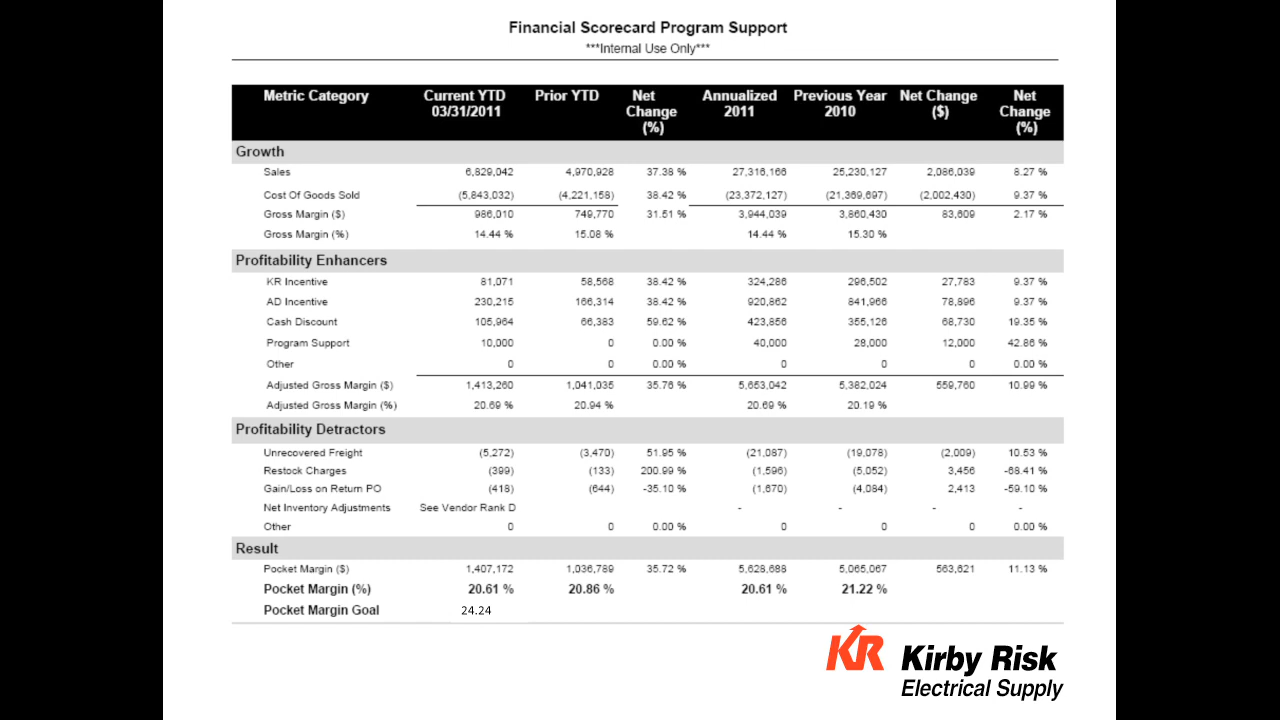 Financial Scorecard Program Support
***Internal Use Only***
Metric Category Current YTD 03/31/2011 Prior YTD Net Change (%) Annualized 2011 Previous Year 2010 Net Change ($) Net Change (%)
Growth
Sales 6,829,042 4,970,928 37.38 % 27,316,168 25,230,127 2,086,039 8.27 %
Cost Of Goods Sold (5,843,032) (4,221,158) 38.42 % (23,372,127) (21,369,697) (2,002,430) 9.37 %
Gross Margin ($) 986,010 749,770 31.51 % 3,944,039 3,860,430 83,609 2.17 %
Gross Margin (%) 14.44 % 15.08 % 14.44 % 15.30 %
Profitability Enhancers
KR Incentive 81,071 58,568 38.42 % 324,286 296,502 27,783 9.37 %
AD Incentive 230,215 166,314 38.42 % 920,862 841,966 78,896 9.37 %
Cash Discount 105,964 66,383 59.62 % 423,856 355,126 68,730 19.35 %
Program Support 10,000 0 0.00 % 40,000 28,000 12,000 42.86 %
Other 0 0 0.00 % 0 0 0 0.00 %
Adjusted Gross Margin ($) 1,413,260 1,041,035 35.76 % 5,653,042 5,382,024 559,760 10.99 %
Adjusted Gross Margin (%) 20.69 % 20.94 % 20.69 % 20.19 %
Profitability Detractors
Unrecovered Freight (5,272) (3,470) 51.95 % (21,087) (19,078) (2,009) 10.53 %
Restock Charges (399) (133) 200.99 % (1,596) (5,052) 3,456 -68.41 %
Gain/Loss on Return PO (418) (644) -35.10 % (1,670) (4,084) 2,413 -59.10 %
Net Inventory Adjustments See Vendor Rank D - - - -
Other 0 0 0.00 % 0 0 0 0.00 %
Result
Pocket Margin ($) 1,407,172 1,036,789 35.72 % 5,628,688 5,065,067 563,621 11.13 %
Pocket Margin (%) 20.61 % 20.86 % 20.61 % 21.22 %
Pocket Margin Goal 24.24
KR Kirby Risk
Electrical Supply